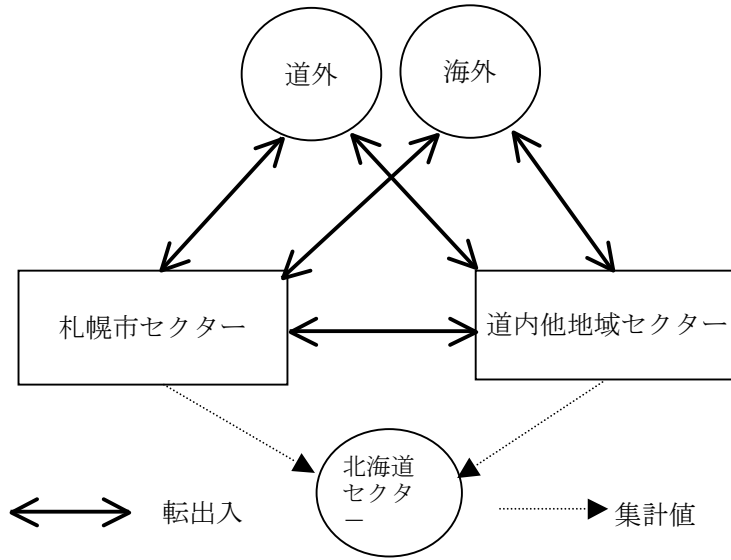 道外
海外
札幌市セクター
道内他地域セクター
北海道
セクタ
ー
転出入
集計値